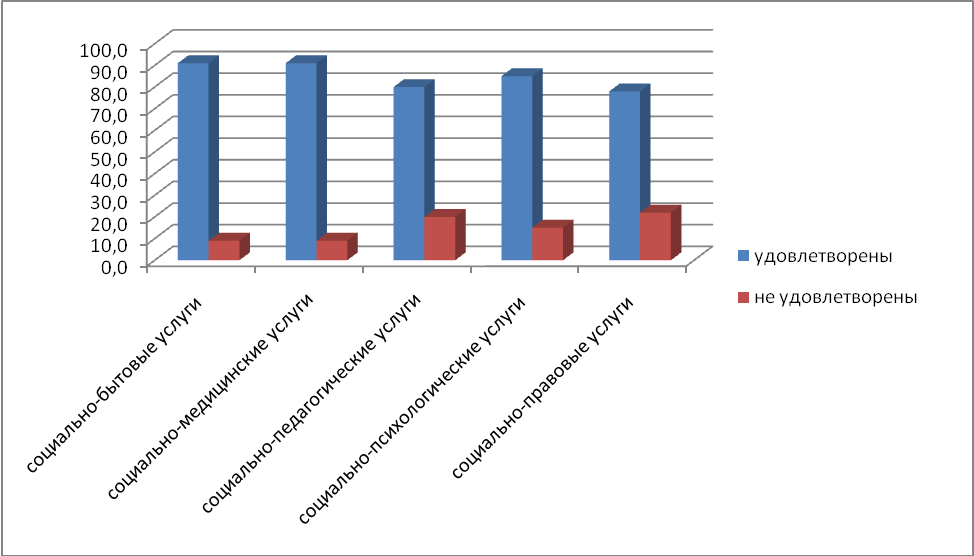 100,0
90,0
80,0
70,0
60,0
50,0
40,0
30,0
20,0
10,0
0,0
социально-бытовые услуги
социально-медицинские услуги
социально-педагогические услуги
социально-психологические услуги
социально-правовые услуги
удовлетворены
не удовлетворены